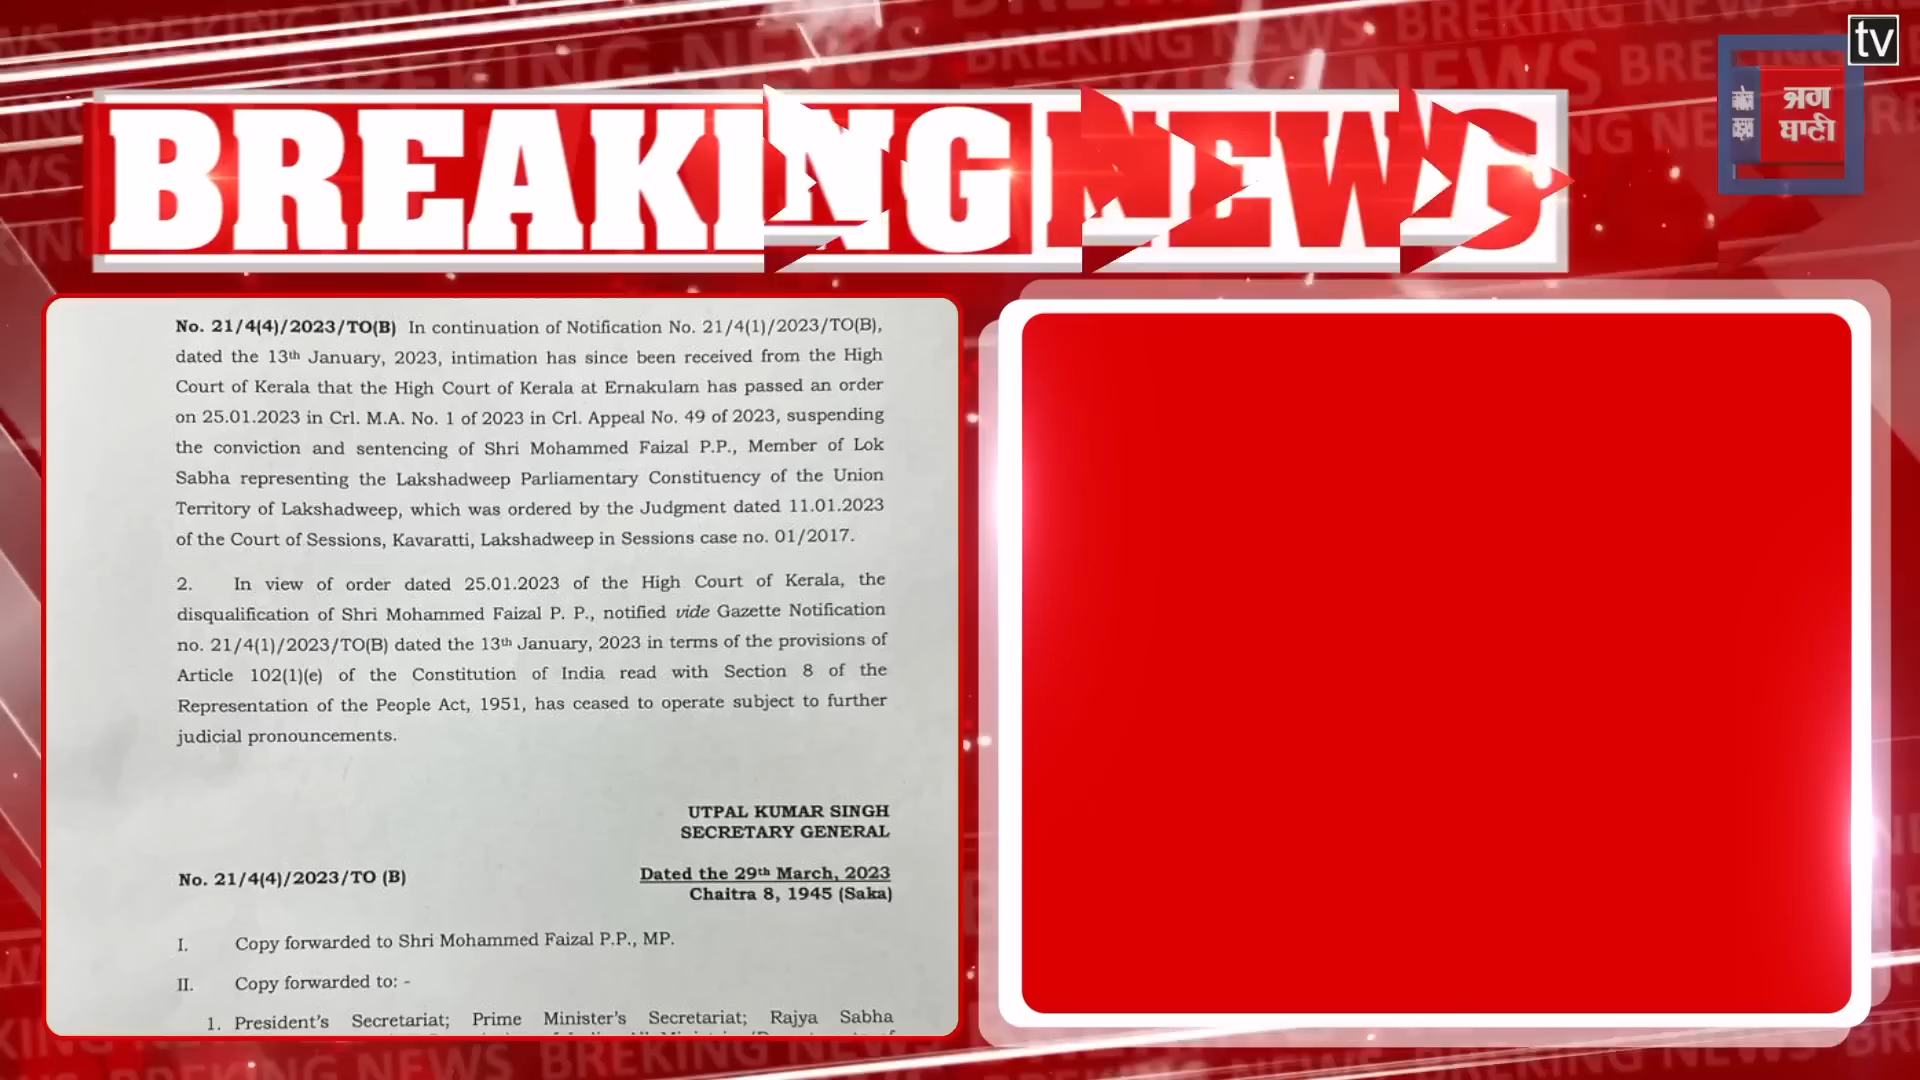 BREAKING NEWS
tv
ਜਗ
ਬਾਣੀ
No. 21/4(4)/2023/TO(B) In continuation of Notification No. 21/4(1)/2023/TO(B),
dated the 13th January, 2023, intimation has since been received from the High
Court of Kerala that the High Court of Kerala at Ernakulam has passed an order
on 25.01.2023 in Crl. M.A. No. 1 of 2023 in Crl. Appeal No. 49 of 2023, suspending
the conviction and sentencing of Shri Mohammed Faizal P.P., Member of Lok
Sabha representing the Lakshadweep Parliamentary Constituency of the Union
Territory of Lakshadweep, which was ordered by the Judgment dated 11.01.2023
of the Court of Sessions, Kavaratti, Lakshadweep in Sessions case no. 01/2017.
2. In view of order dated 25.01.2023 of the High Court of Kerala, the
disqualification of Shri Mohammed Faizal P. P., notified vide Gazette Notification
no. 21/4(1)/2023/TO(B) dated the 13th January, 2023 in terms of the provisions of
Article 102(1)(e) of the Constitution of India read with Section 8 of the
Representation of the People Act, 1951, has ceased to operate subject to further
judicial pronouncements.
UTPAL KUMAR SINGH
SECRETARY GENERAL
No. 21/4(4)/2023/TO (B)
Dated the 29th March, 2023
Chaitra 8, 1945 (Saka)
I. Copy forwarded to Shri Mohammed Faizal P.P., MP.
II. Copy forwarded to: -
1. President's Secretariat; Prime Minister's Secretariat; Rajya Sabha